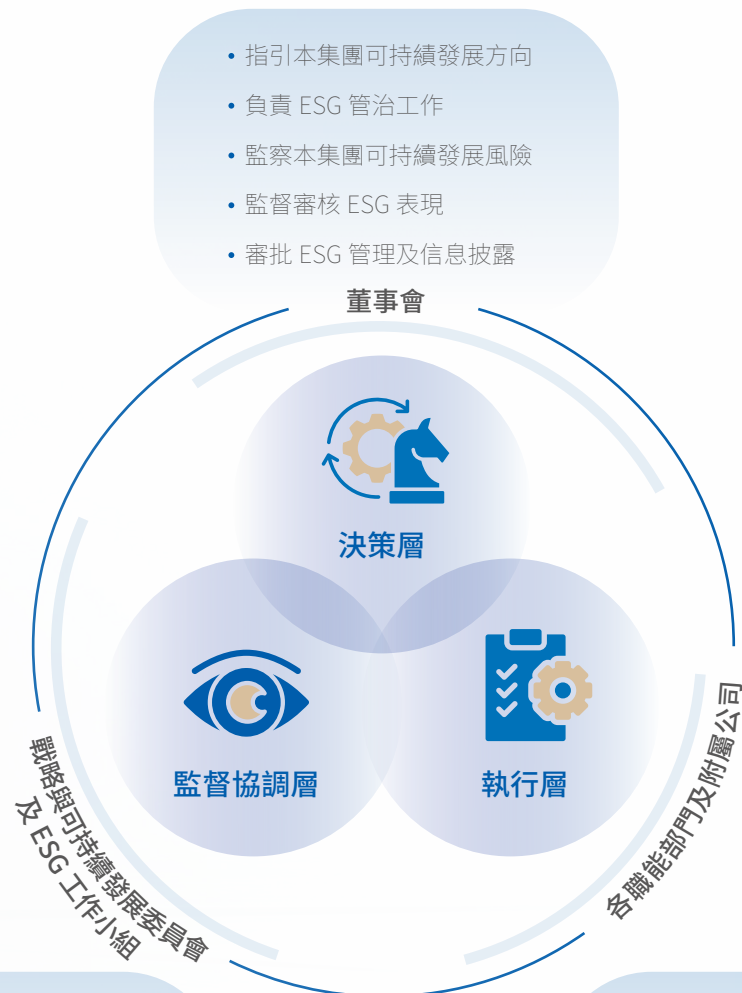 • 指引本集團可持續發展方向
• 負責 ESG 管治工作
• 監察本集團可持續發展風險
• 監督審核 ESG 表現
• 審批 ESG 管理及信息披露
董事會
決策層
監督協調層
執行層
戰略與可持續發展委員會
及 ESG 工作小組
各職能部門及附屬公司